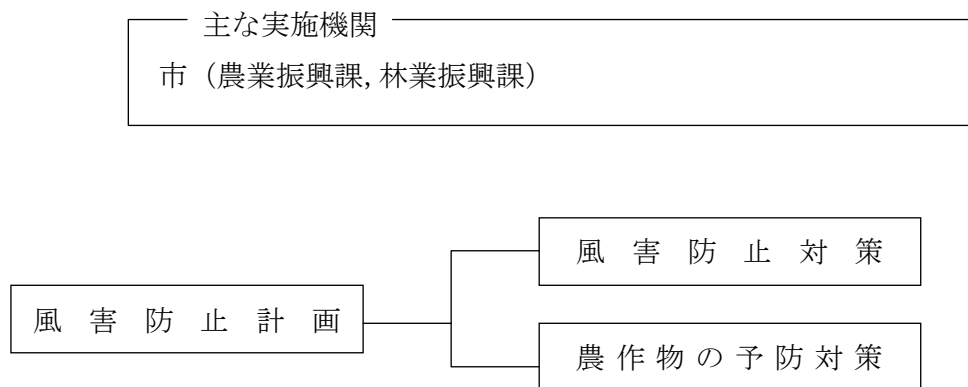 主な実施機関
市（農業振興課，林業振興課）
風害防止対策
風害防止計画
農作物の予防対策